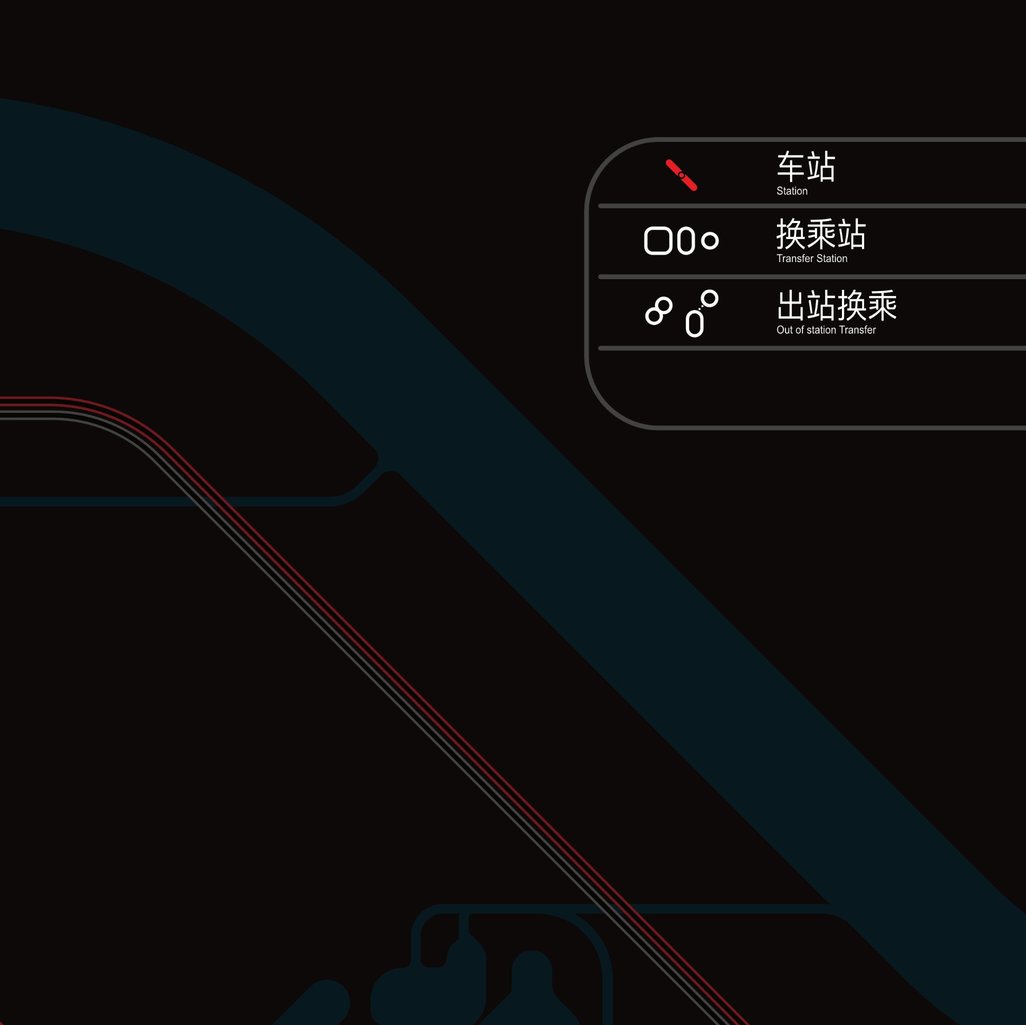 车站
Station
换乘站
Transfer Station
出站换乘
Out of station Transfer